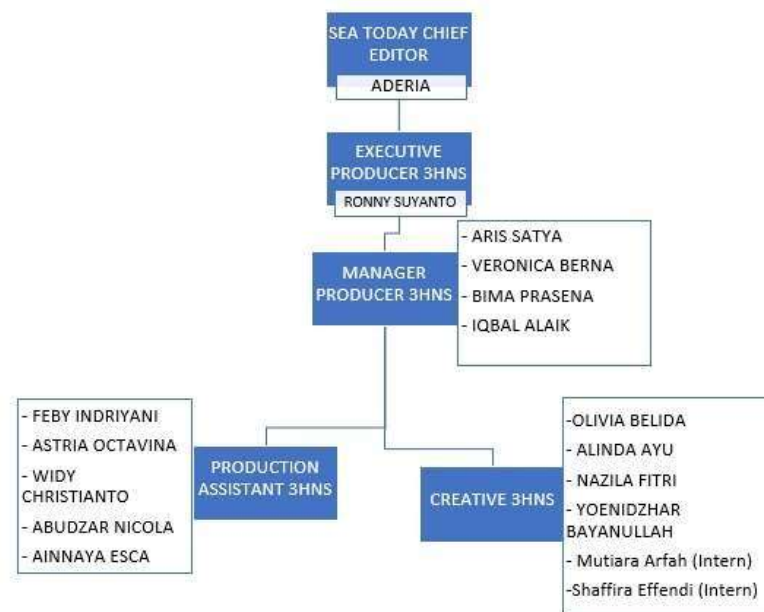 SEA TODAY CHIEF
EDITOR
ADERIA
EXECUTIVE
PRODUCER 3HNS
RONNY SUYANTO
MANAGER
PRODUCER 3HNS
- ARIS SATYA
- VERONICA BERNA
- BIMA PRASENA
- IQBAL ALAIK
- FEBY INDRIYANI
- ASTRIA OCTAVINA
- WIDY
CHRISTIANTO
- ABUDZAR NICOLA
- AINNAYA ESCA
PRODUCTION
ASSISTANT 3HNS
CREATIVE 3HNS
-OLIVIA BELIDA
- ALINDA AYU
- NAZILA FITRI
- YOENIDZHAR
BAYANULLAH
- Mutiara Arfah (Intern)
-Shaffira Effendi (Intern)